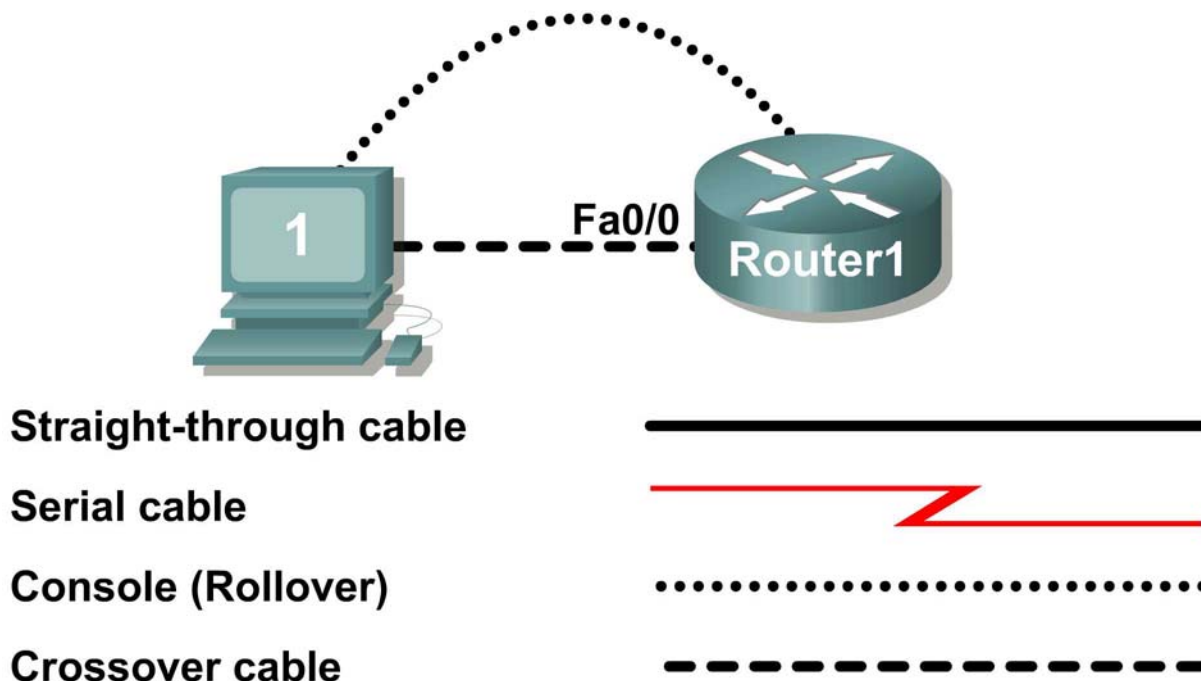 1
Fa0/0
Router1
Straight-through cable
Serial cable
Console (Rollover)
Crossover cable